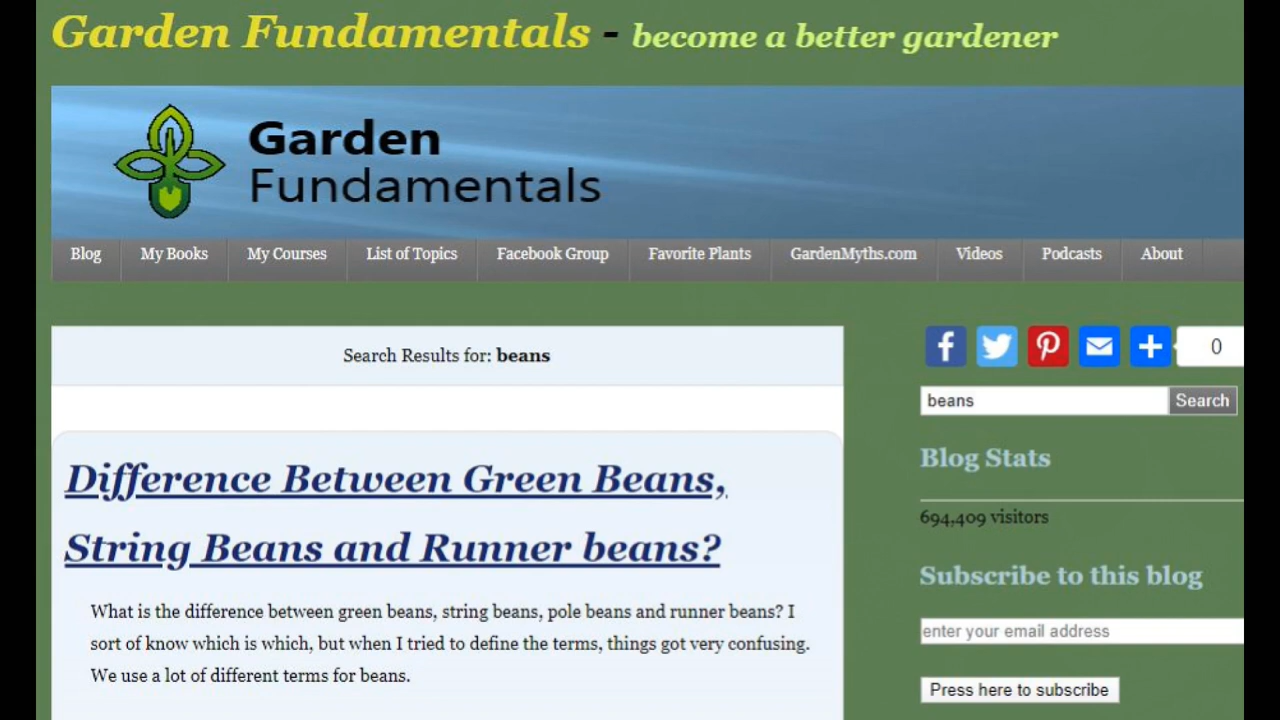 Garden Fundamentals - become a better gardener
Garden
Fundamentals
Blog My Books My Courses List of Topics Facebook Group Favorite Plants GardenMyths.com Videos Podcasts About
Search Results for: beans
0
beans Search
Difference Between Green Beans,
String Beans and Runner beans?
What is the difference between green beans, string beans, pole beans and runner beans? I
sort of know which is which, but when I tried to define the terms, things got very confusing.
We use a lot of different terms for beans.
Blog Stats
694,409 visitors
Subscribe to this blog
enter your email address
Press here to subscribe